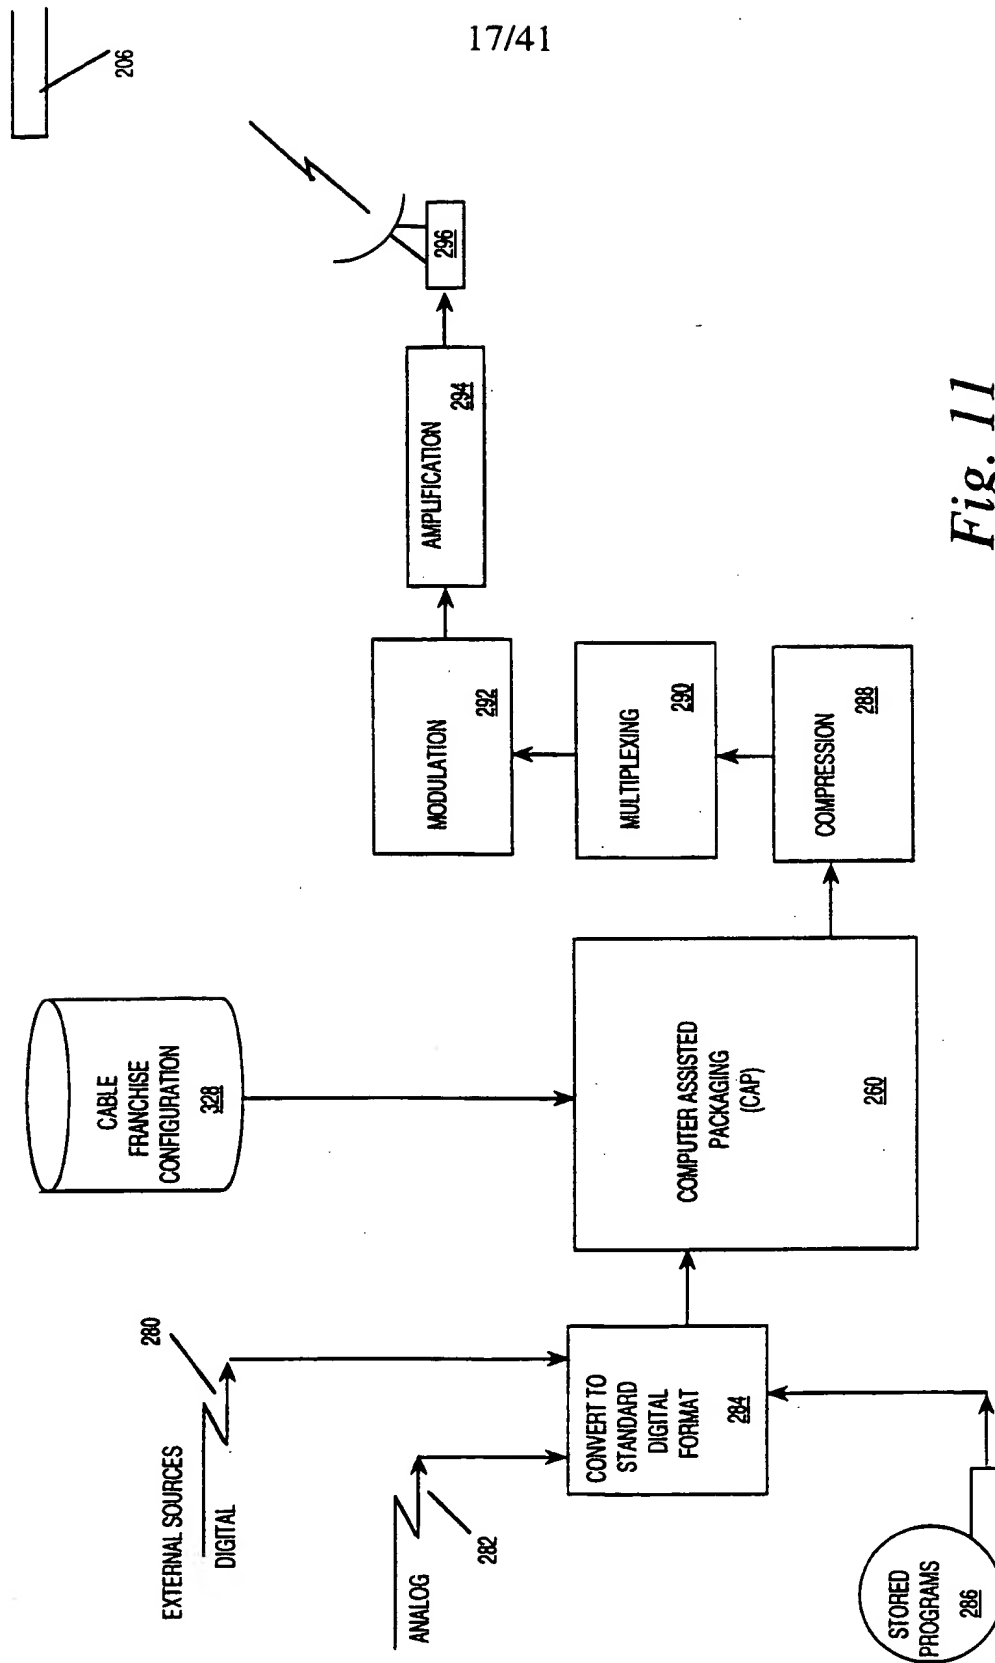 17/41
206
EXTERNAL SOURCES
DIGITAL
280
ANALOG
282
STORED
PROGRAMS
286
CONVERT TO
STANDARD
DIGITAL
FORMAT
284
CABLE
FRANCHISE
CONFIGURATION
328
COMPUTER ASSISTED
PACKAGING
(CAP)
260
COMPRESSION
288
MULTIPLEXING
290
MODULATION
292
AMPLIFICATION
294
296
Fig. 11